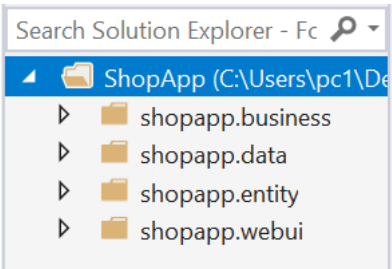 Search Solution Explorer - Fc
ShopApp (C:\Users\pc1\De
shopapp.business
shopapp.data
shopapp.entity
shopapp.webui